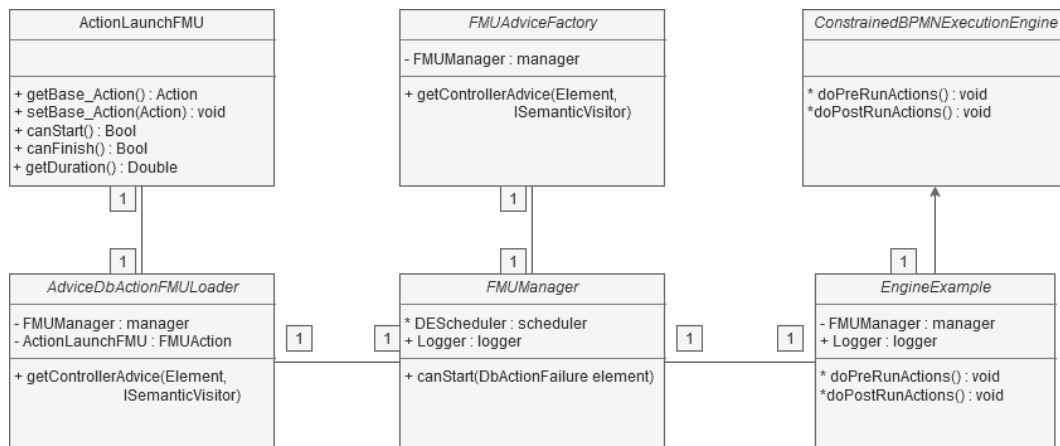 ActionLaunchFMU
+ getBase_Action() : Action
+ setBase_Action(Action) : void
+ canStart() : Bool
+ canFinish() : Bool
+ getDuration() : Double
FMUAdviceFactory
- FMUManager : manager
+ getControllerAdvice(Element,
ISemanticVisitor)
ConstrainedBPMNExecutionEngine
* doPreRunActions() : void
*doPostRunActions() : void
1
1
1
1
1
AdviceDbActionFMULoader
- FMUManager : manager
- ActionLaunchFMU : FMUAction
+ getControllerAdvice(Element,
ISemanticVisitor)
1
1
FMUManager
* DEScheduler : scheduler
+ Logger : logger
+ canStart(DbActionFailure element)
1
1
EngineExample
- FMUManager : manager
+ Logger : logger
* doPreRunActions() : void
*doPostRunActions() : void